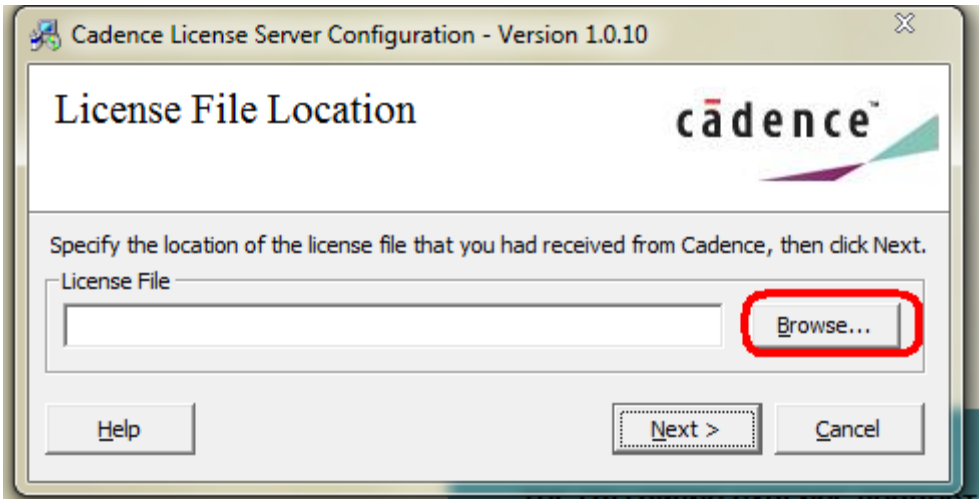 Cadence License Server Configuration - Version 1.0.10
License File Location
cādence™
Specify the location of the license file that you had received from Cadence, then click Next.
License File
Browse...
Help
Next >
Cancel